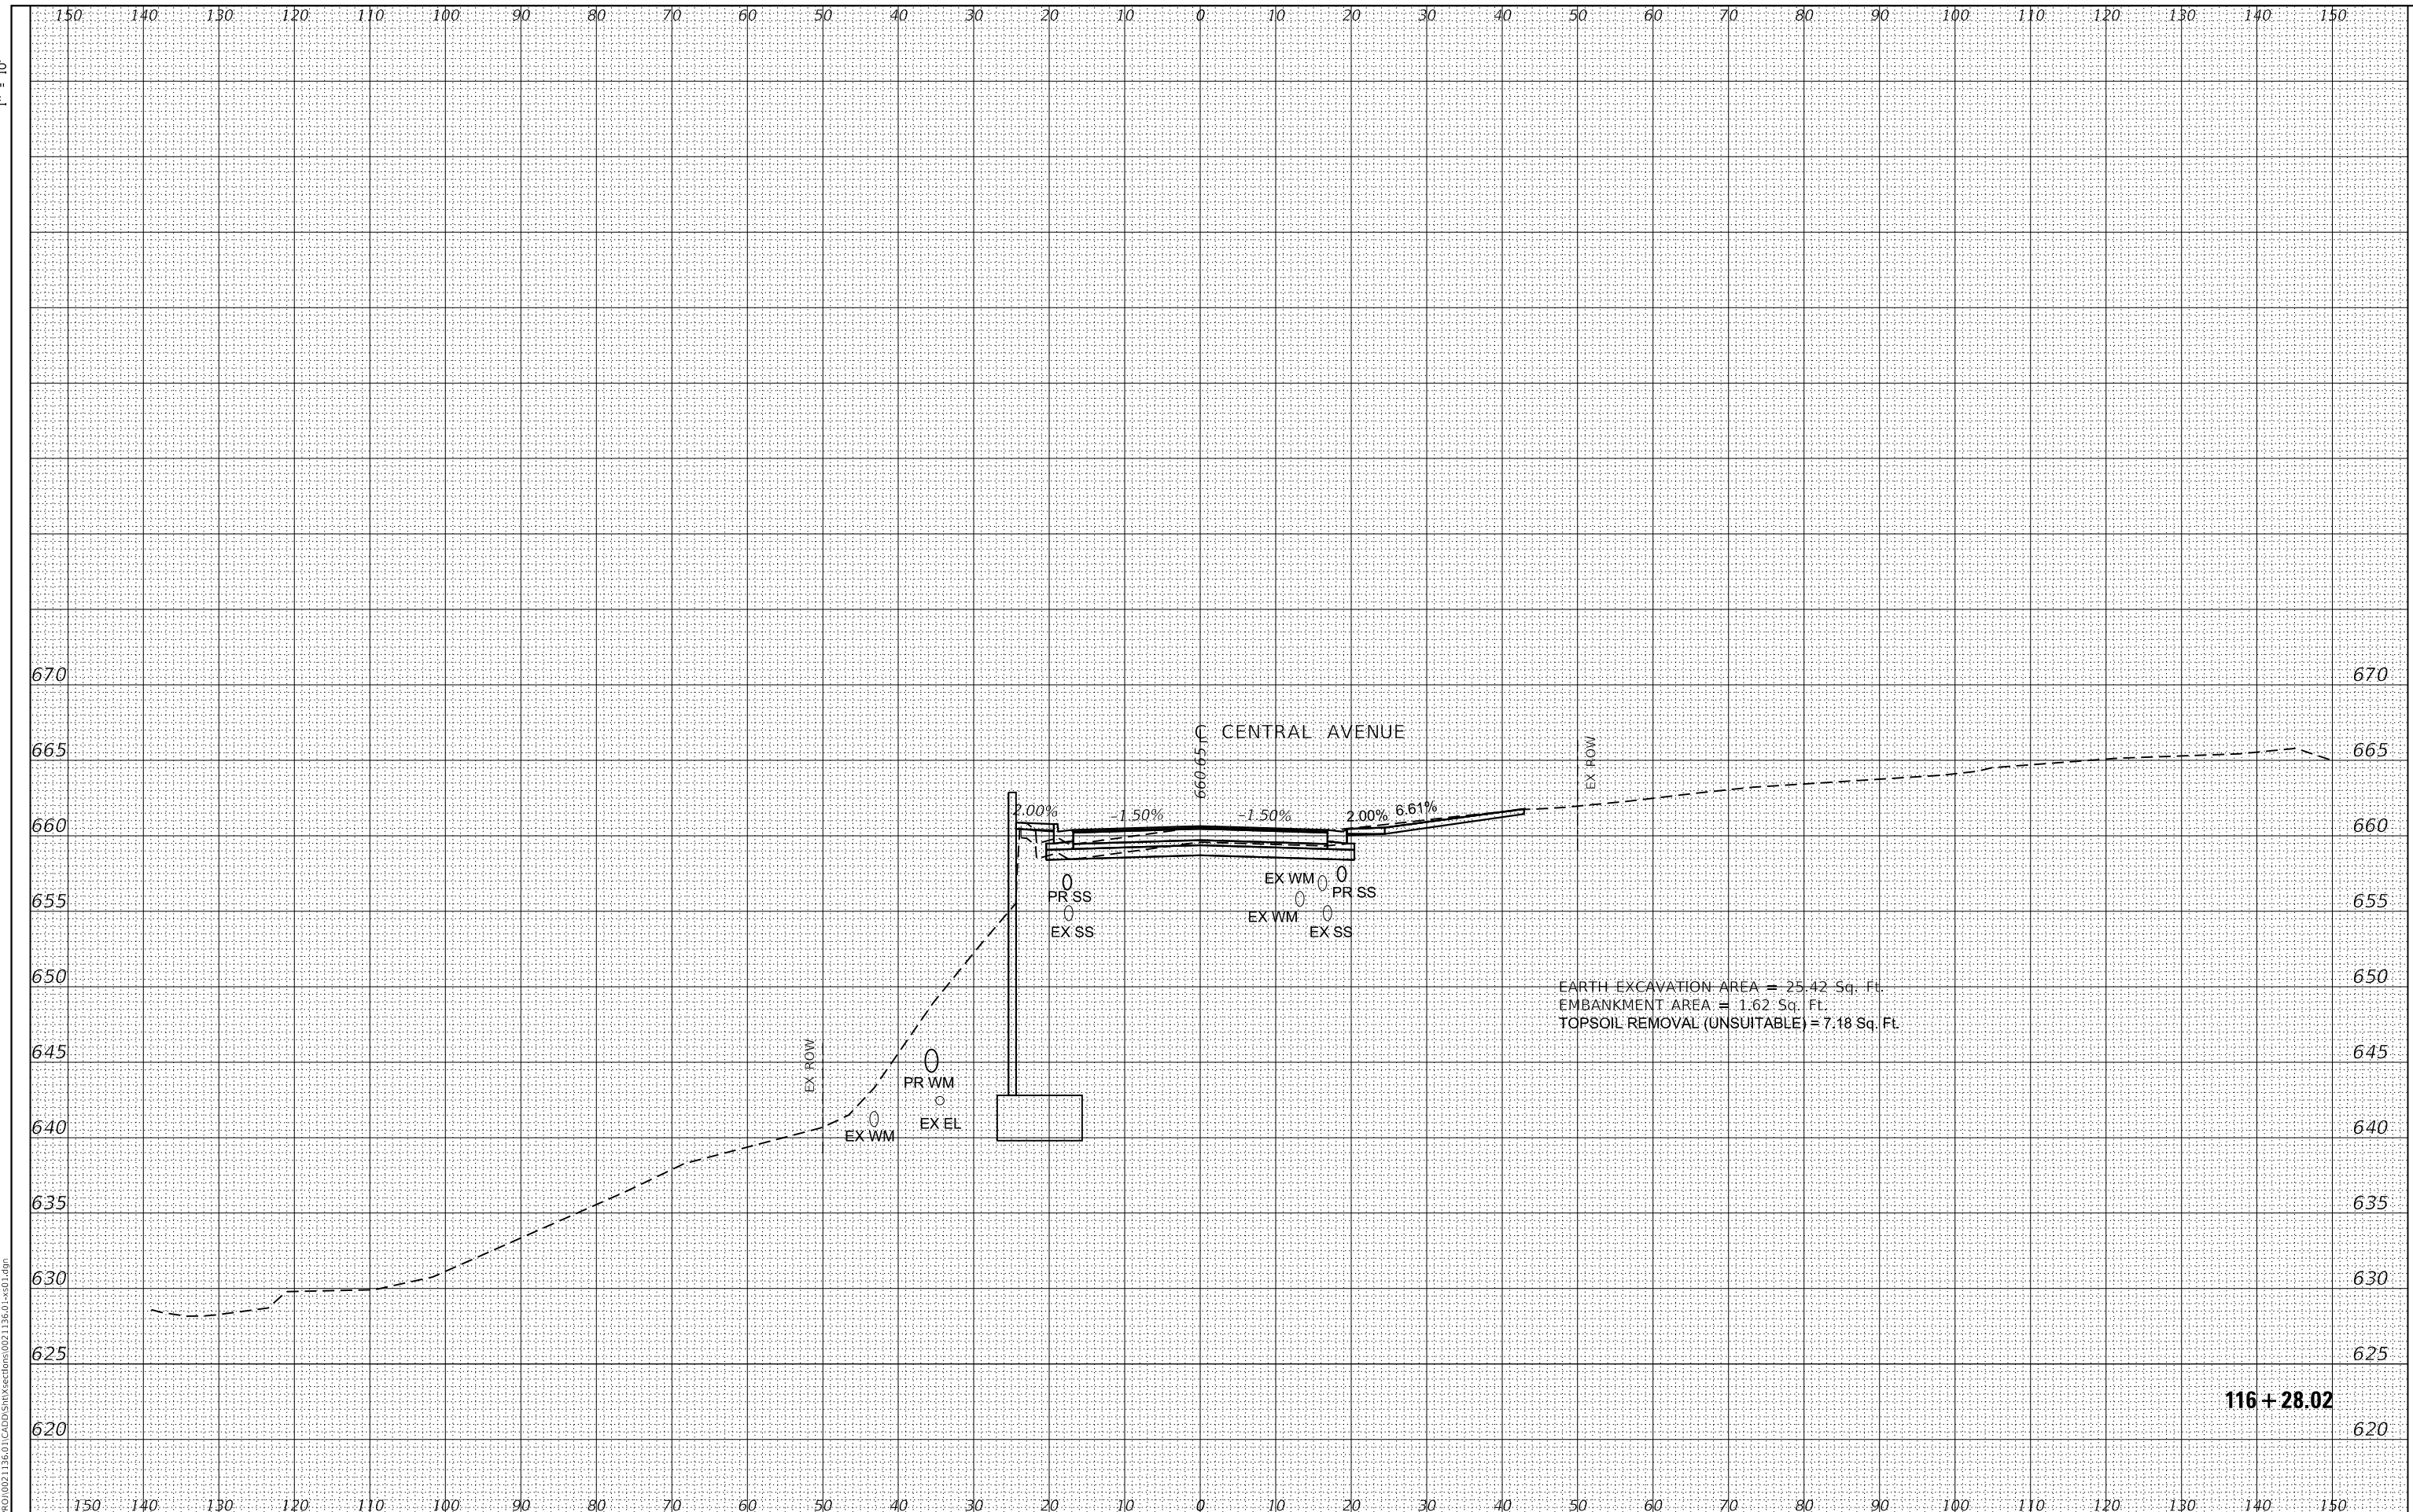 150 140 130 120 110 100 90 80 70 60 50 40 30 20 10 0 10 20 30 40 50 60 70 80 90 100 110 120 130 140 150
1" = 10'
670 670
C CENTRAL AVENUE
665 665
660.65
EX ROW
2.00% -1.50% -1.50% 2.00% 6.61%
660 660
EX WM
PR SS PR SS
655 655
EX WM
EX SS EX SS
650 650
EARTH EXCAVATION AREA = 25.42 Sq. Ft.
EMBANKMENT AREA = 1.62 Sq. Ft.
TOPSOIL REMOVAL (UNSUITABLE) = 7.18 Sq. Ft.
645 645
EX ROW
PR WM
EX EL
640 640
EX WM
635 635
630 630
625 625
116 + 28.02
620 620
150 140 130 120 110 100 90 80 70 60 50 40 30 20 10 0 10 20 30 40 50 60 70 80 90 100 110 120 130 140 150